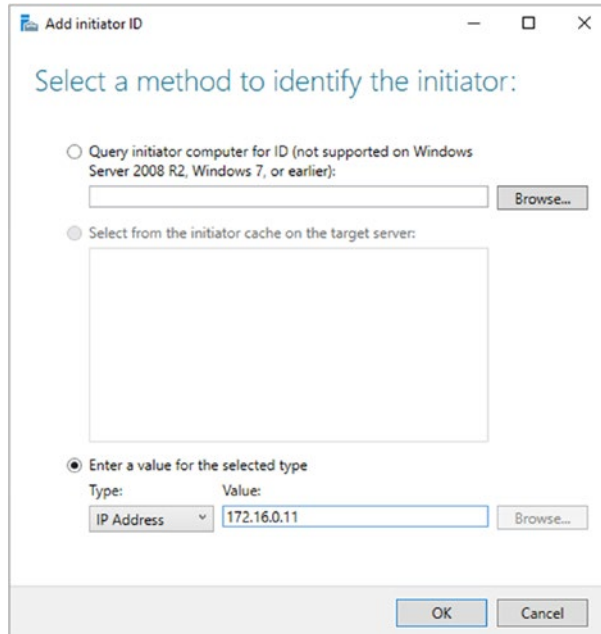 Add initiator ID
Select a method to identify the initiator:
Query initiator computer for ID (not supported on Windows
Server 2008 R2, Windows 7, or earlier):
Browse...
Select from the initiator cache on the target server:
Enter a value for the selected type
Type: Value:
IP Address 172.16.0.11 Browse...
OK Cancel